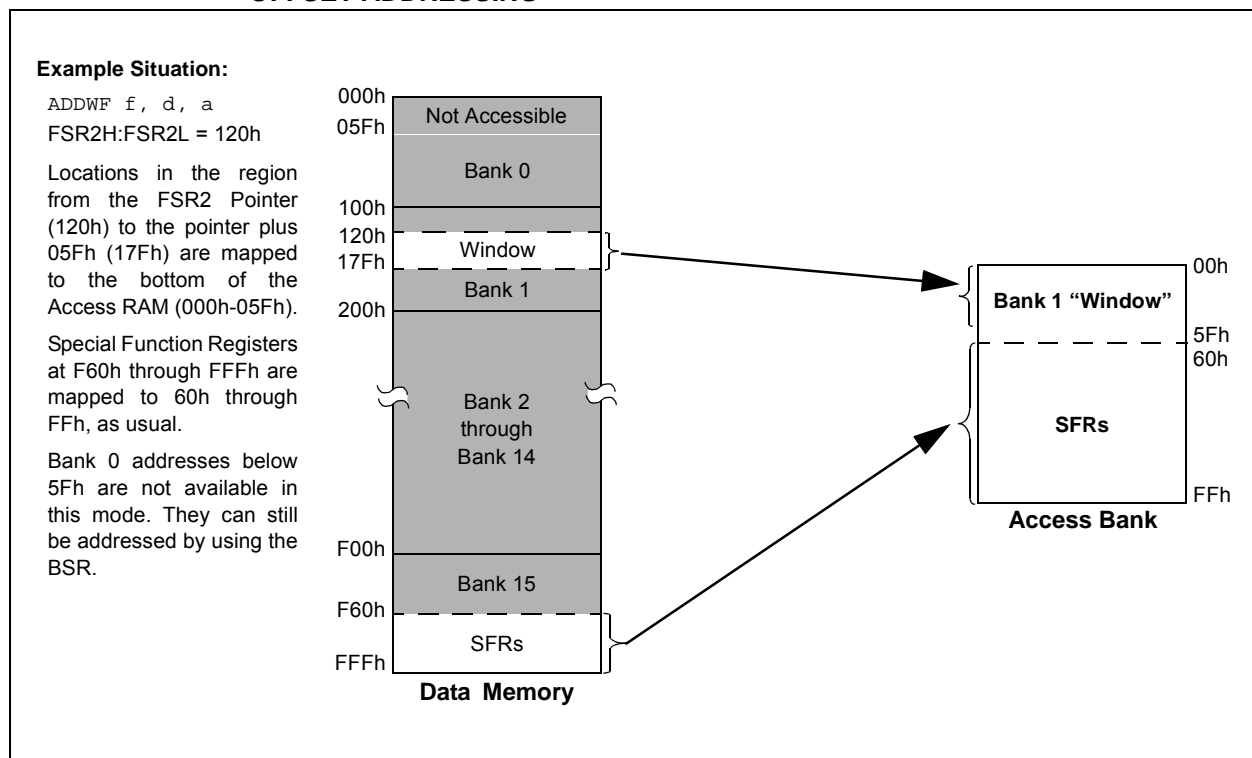 OFFSET ADDRESSING
Example Situation:
ADDWF f, d, a
FSR2H:FSR2L = 120h
Locations in the region
from the FSR2 Pointer
(120h) to the pointer plus
05Fh (17Fh) are mapped
to the bottom of the
Access RAM (000h-05Fh).
Special Function Registers
at F60h through FFFh are
mapped to 60h through
FFh, as usual.
Bank 0 addresses below
5Fh are not available in
this mode. They can still
be addressed by using the
BSR.
000h
Not Accessible
05Fh
Bank 0
100h
120h
Window
17Fh
Bank 1
200h
Bank 2
through
Bank 14
F00h
Bank 15
F60h
SFRs
FFFh
Data Memory
00h
Bank 1 “Window”
5Fh
60h
SFRs
FFh
Access Bank